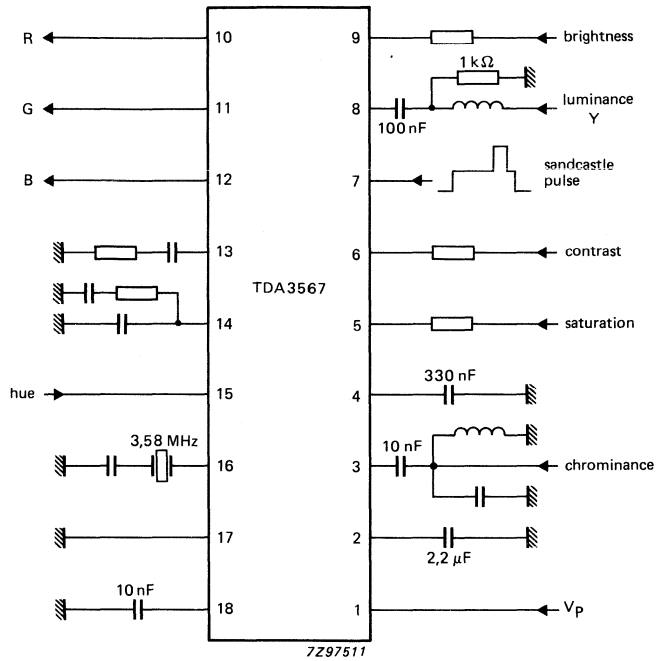 R 10 9 brightness
1 kΩ
G 11 8 luminance
Y
100 nF
B 12 7 sandcastle
pulse
13 6 contrast
TDA3567
14 5 saturation
330 nF
hue 15 4
3,58 MHz 10 nF
16 3 chrominance
17 2
2,2 μF
10 nF
18 1 VP
7Z97511